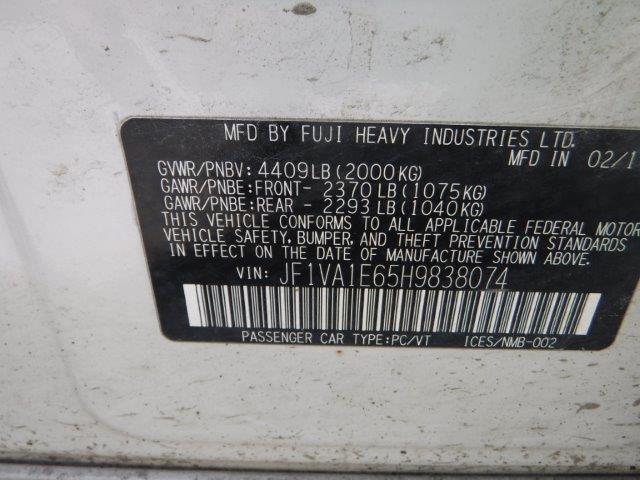 MFD BY FUJI HEAVY INDUSTRIES LTD.
MFD IN 02/1
GVWR/PNBV: 4409LB(2000KG)
GAWR/PNBE:FRONT- 2370LB(1075KG)
GAWR/PNBE:REAR - 2293LB(1040KG)
THIS VEHICLE CONFORMS TO ALL APPLICABLE FEDERAL MOTOR
VEHICLE SAFETY, BUMPER, AND THEFT PREVENTION STANDARDS
IN EFFECT ON THE DATE OF MANUFACTURE SHOWN ABOVE.
VIN: JF1VA1E65H9838074
PASSENGER CAR TYPE:PC/VT ICES/NMB-002